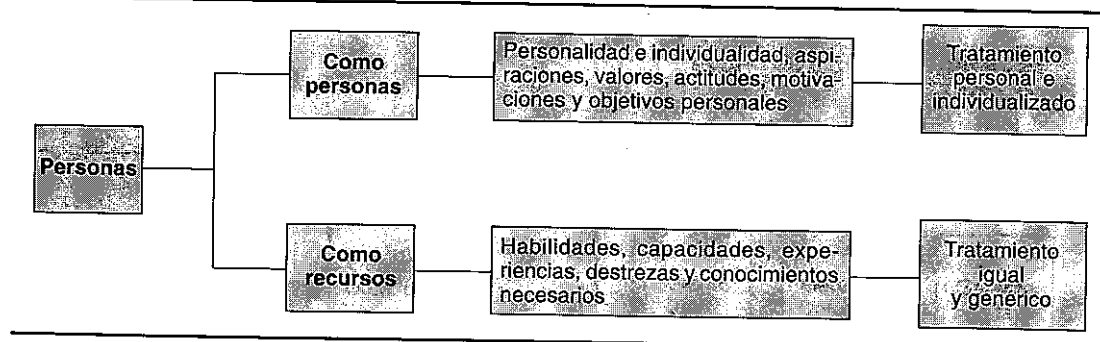 Personas
Como
personas
Personalidad e individualidad, aspi-
raciones, valores, actitudes, motiva-
ciones y objetivos personales
Tratamiento
personal e
individualizado
Como
recursos
Habilidades, capacidades, expe-
riencias, destrezas y conocimientos
necesarios
Tratamiento
igual
y genérico